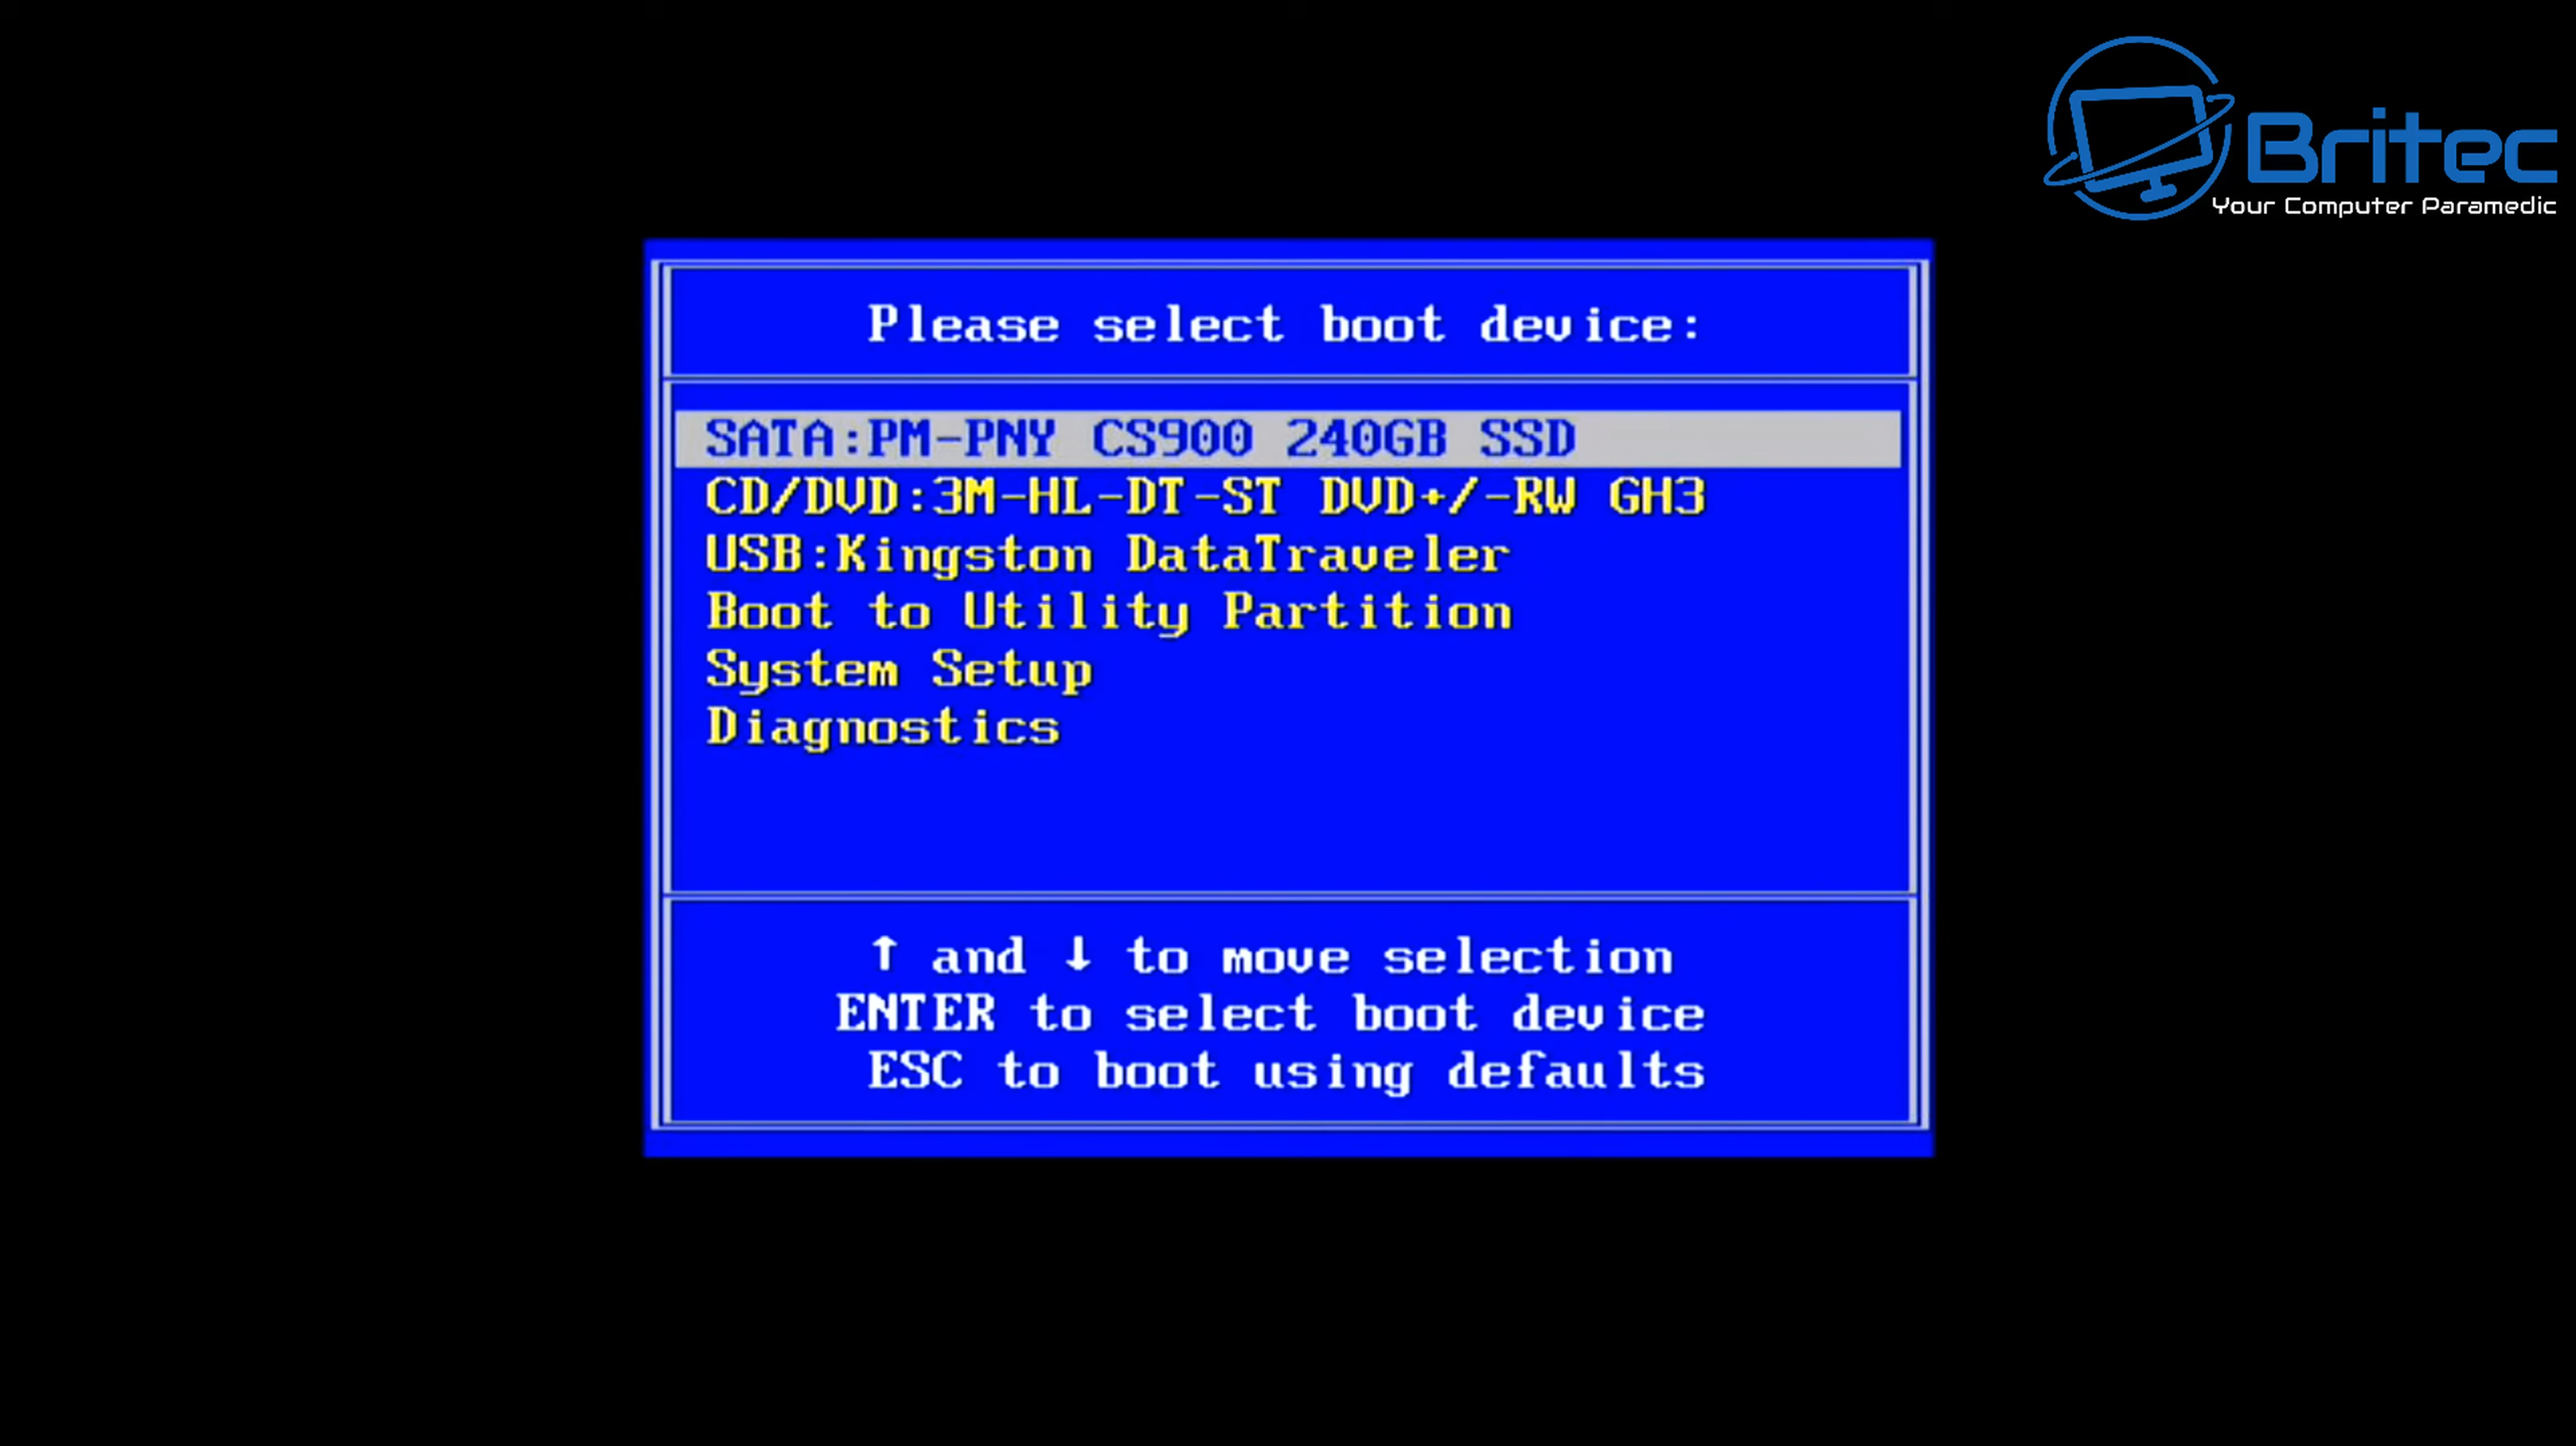 Britec
Your Computer Paramedic
Please select boot device:
SATA:PM-PNY CS900 240GB SSD
CD/DVD:3M-HL-DT-ST DVD+/-RW GH3
USB:Kingston DataTraveler
Boot to Utility Partition
System Setup
Diagnostics
↑ and ↓ to move selection
ENTER to select boot device
ESC to boot using defaults